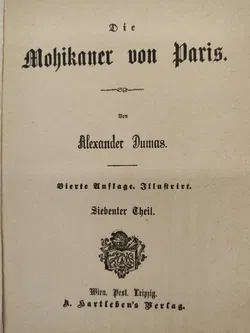 Die
Mohikaner von Paris.
Von
Alexander Dumas.
Vierte Auflage. Illustrirt.
Siebenter Theil.
Wien. Pest. Leipzig.
A. Hartleben's Verlag.